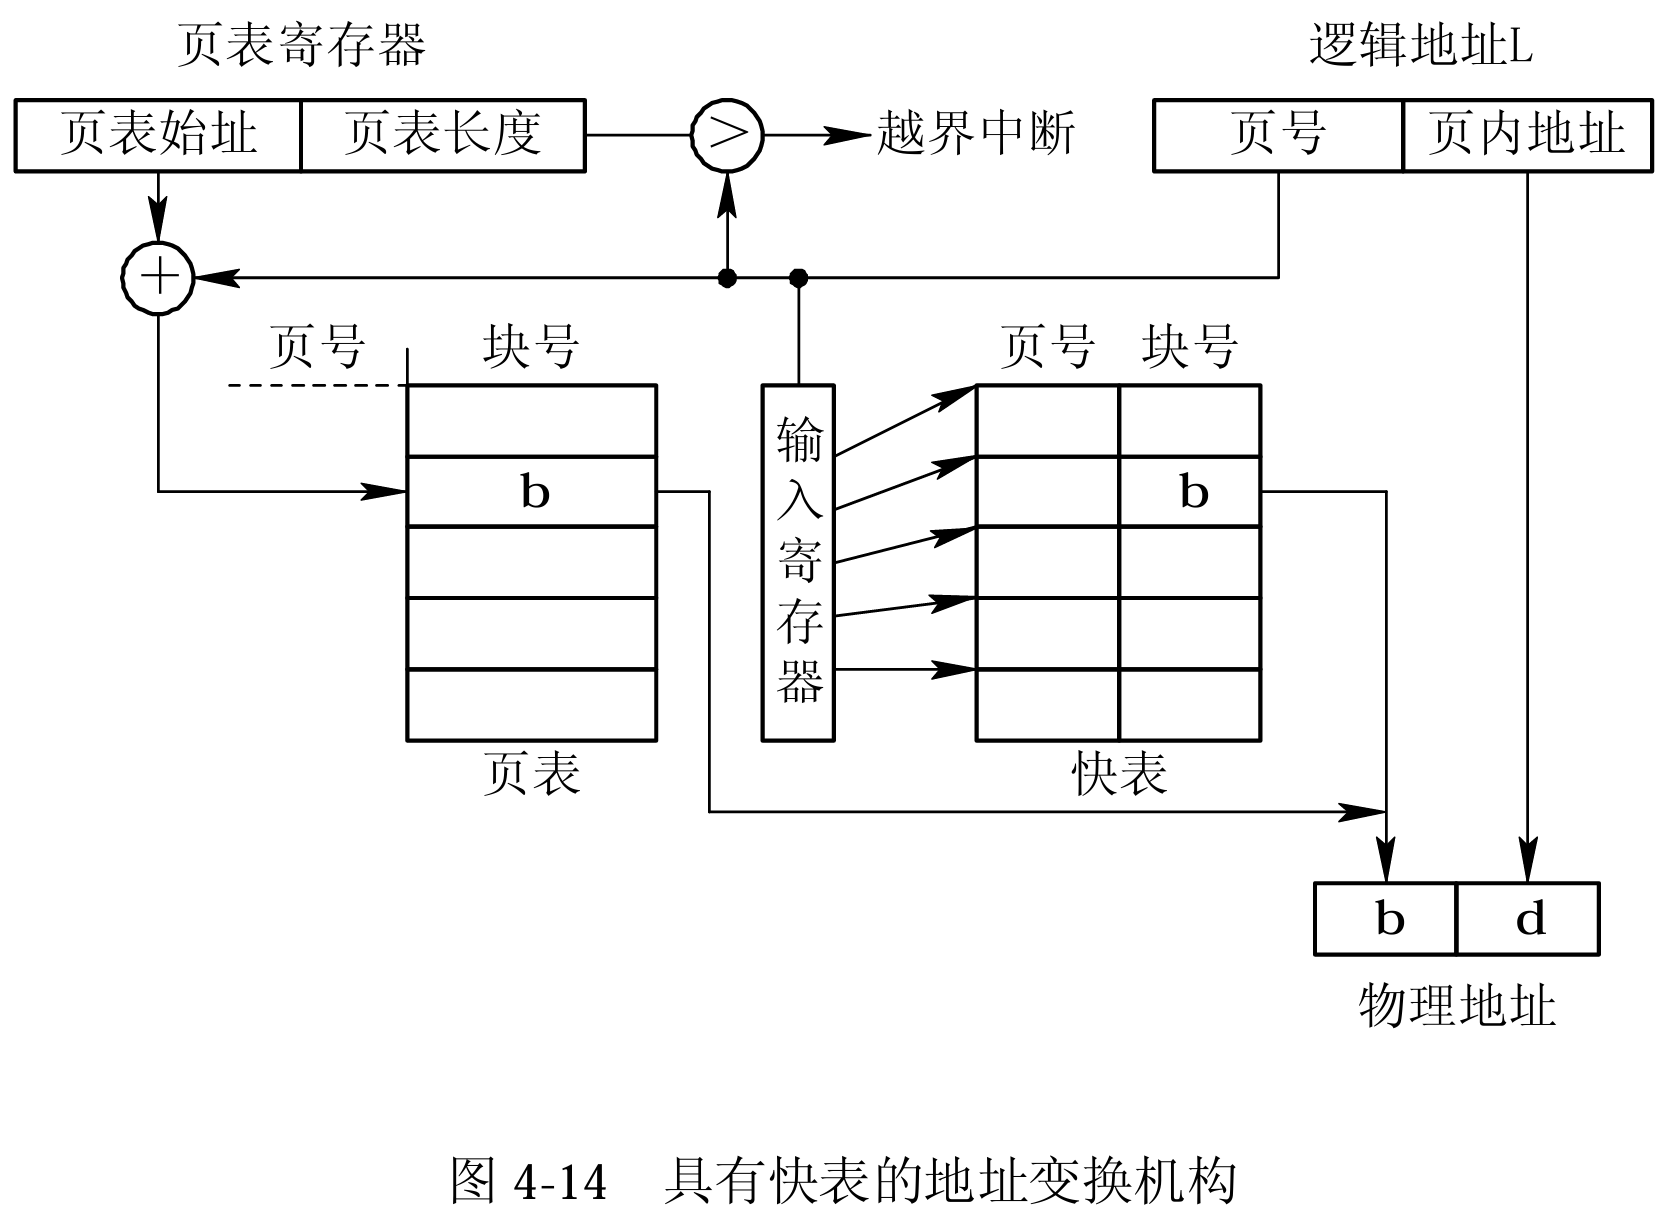 页表寄存器
逻辑地址L
页表始址 页表长度 > 越界中断 页号 页内地址
+
页号 块号 页号 块号
输入寄存器
b b
页表 快表
b d
物理地址
图 4-14 具有快表的地址变换机构